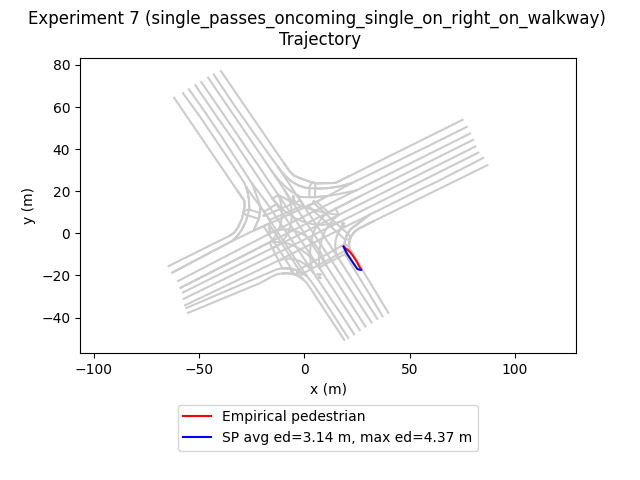 Experiment 7 (single_passes_oncoming_single_on_right_on_walkway)
Trajectory
80
60
40
20
0
−20
−40
y (m)
−100
−50
0
50
100
x (m)
Empirical pedestrian
SP avg ed=3.14 m, max ed=4.37 m